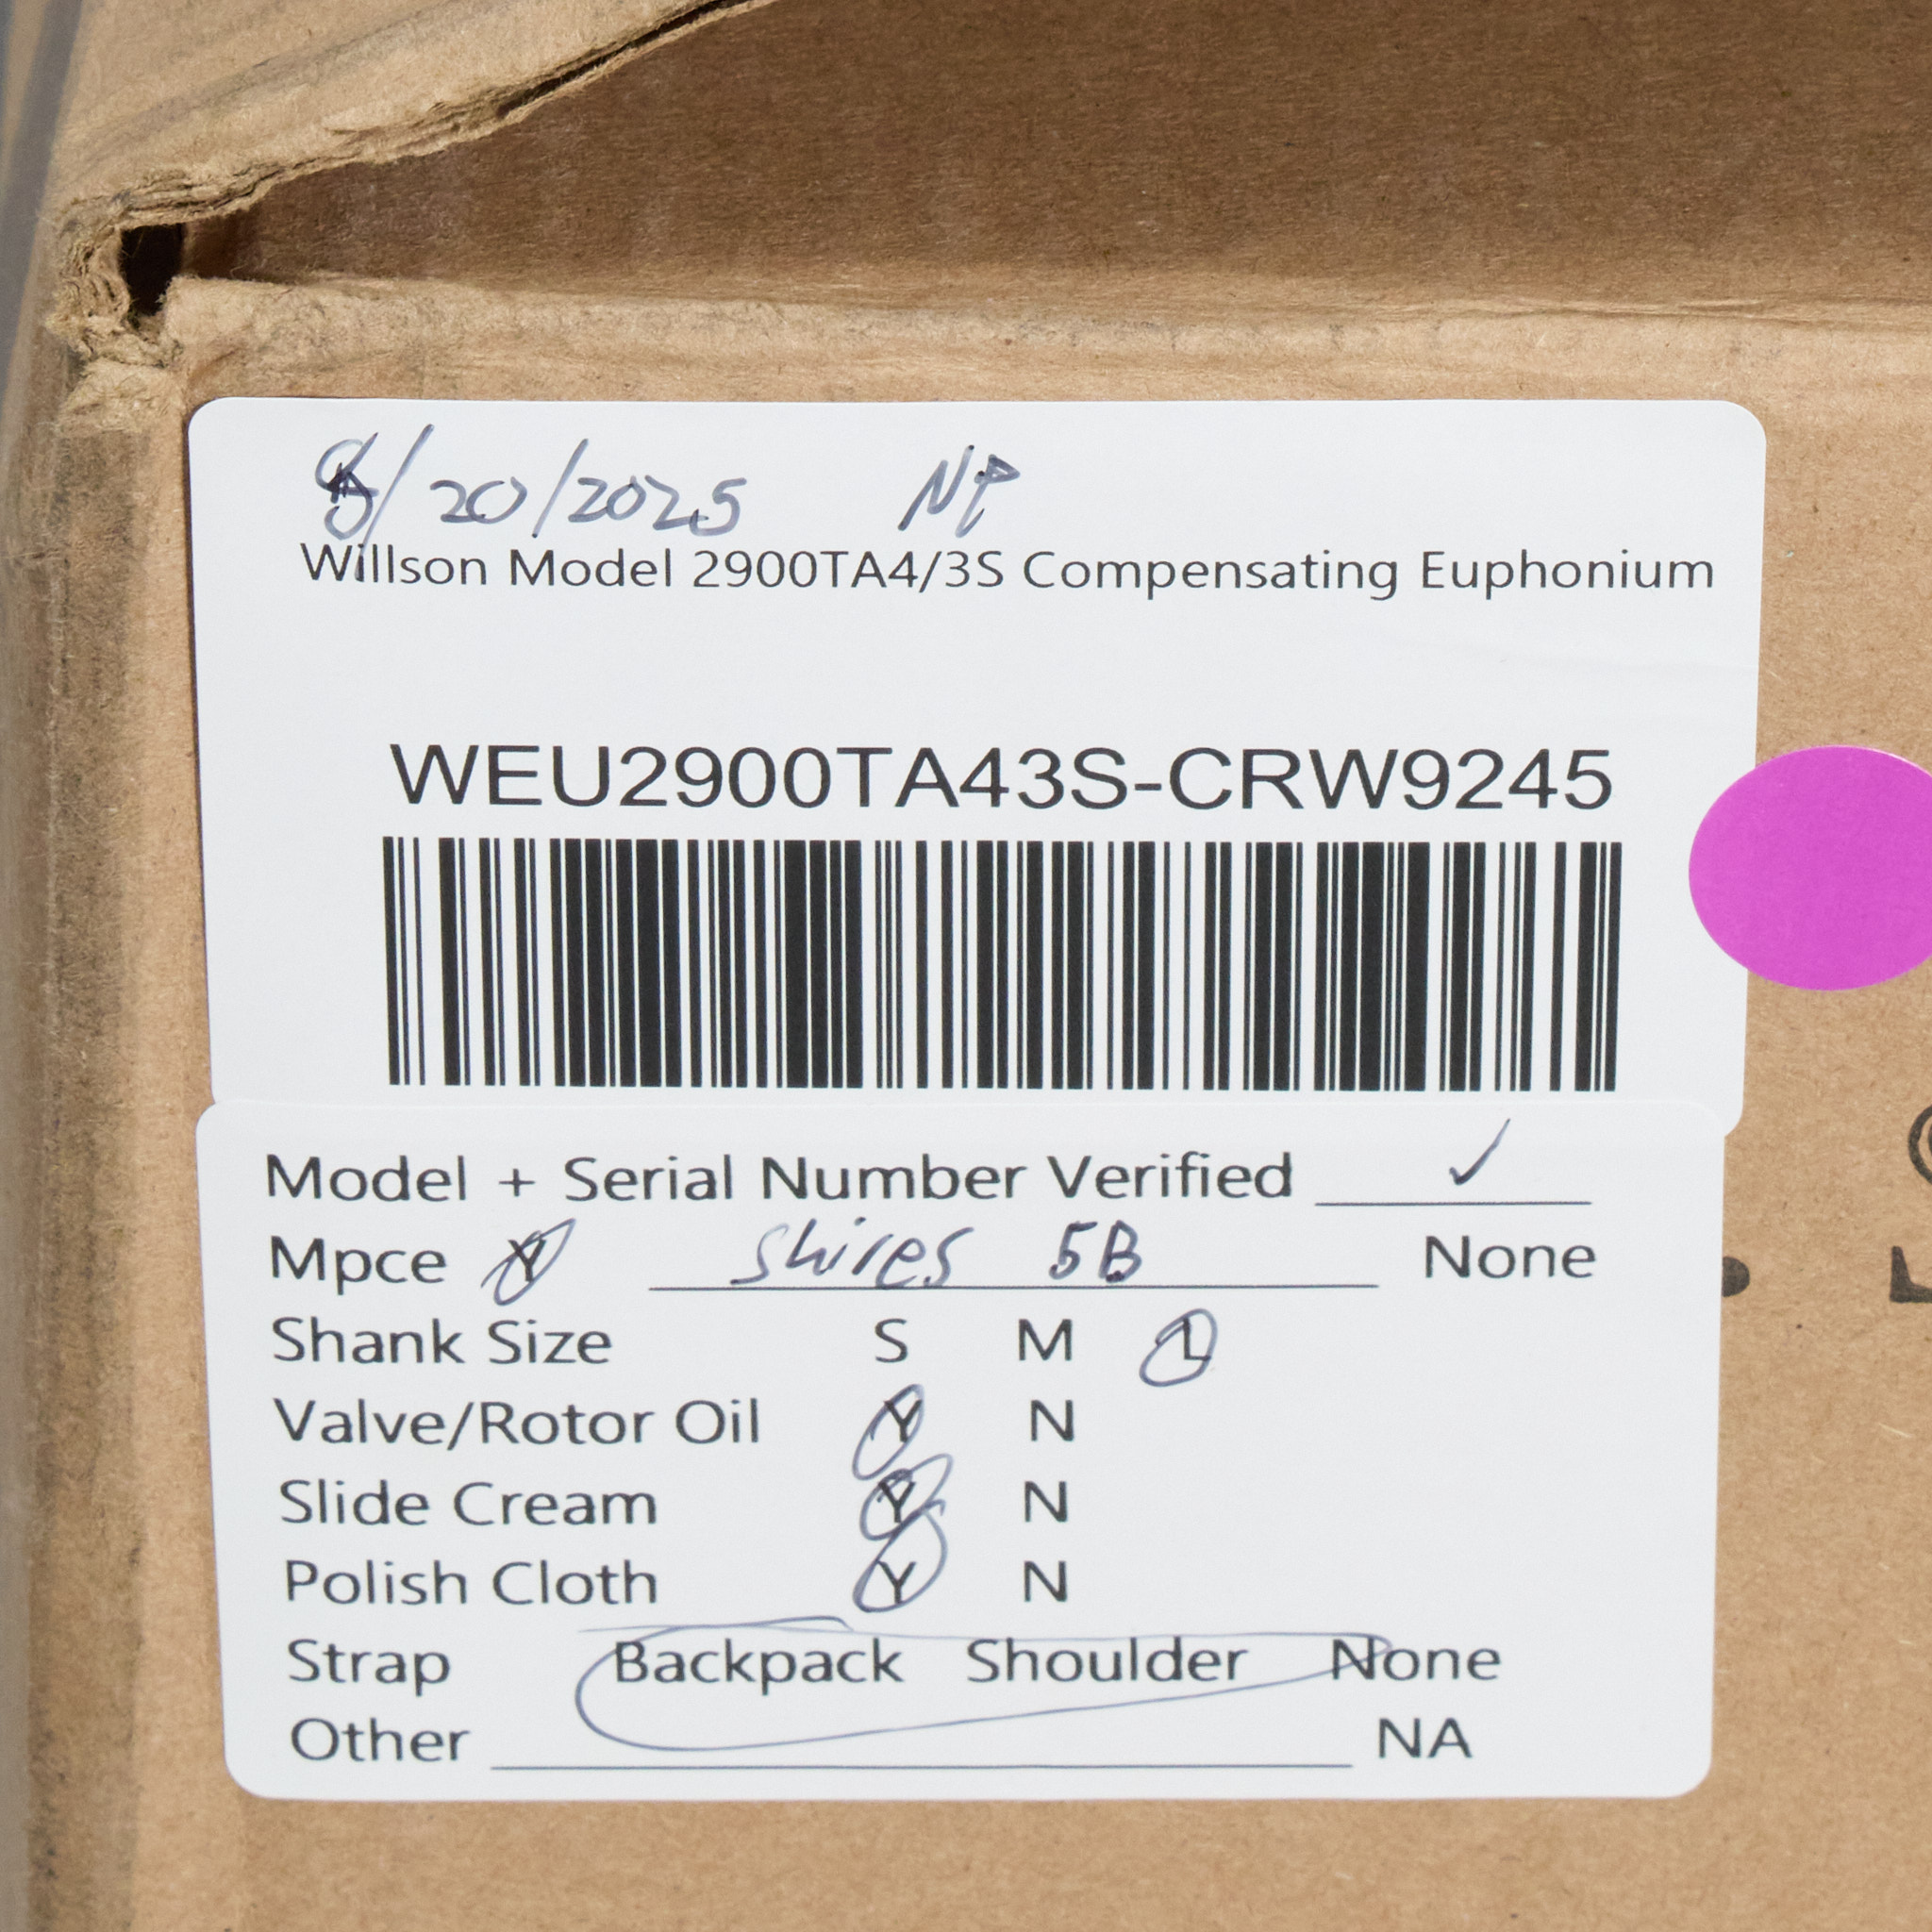 8/20/2025 NP
Willson Model 2900TA4/3S Compensating Euphonium
WEU2900TA43S-CRW9245
Model + Serial Number Verified ✓
Mpce Y Shires 5B None
Shank Size S M L
Valve/Rotor Oil Y N
Slide Cream Y N
Polish Cloth Y N
Strap Backpack Shoulder None
Other NA